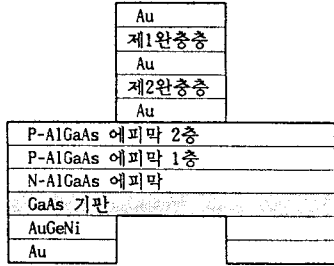 Au
제1완충층
Au
제2완충층
Au
P-AlGaAs 에피막 2층
P-AlGaAs 에피막 1층
N-AlGaAs 에피막
GaAs 기판
AuGeNi
Au